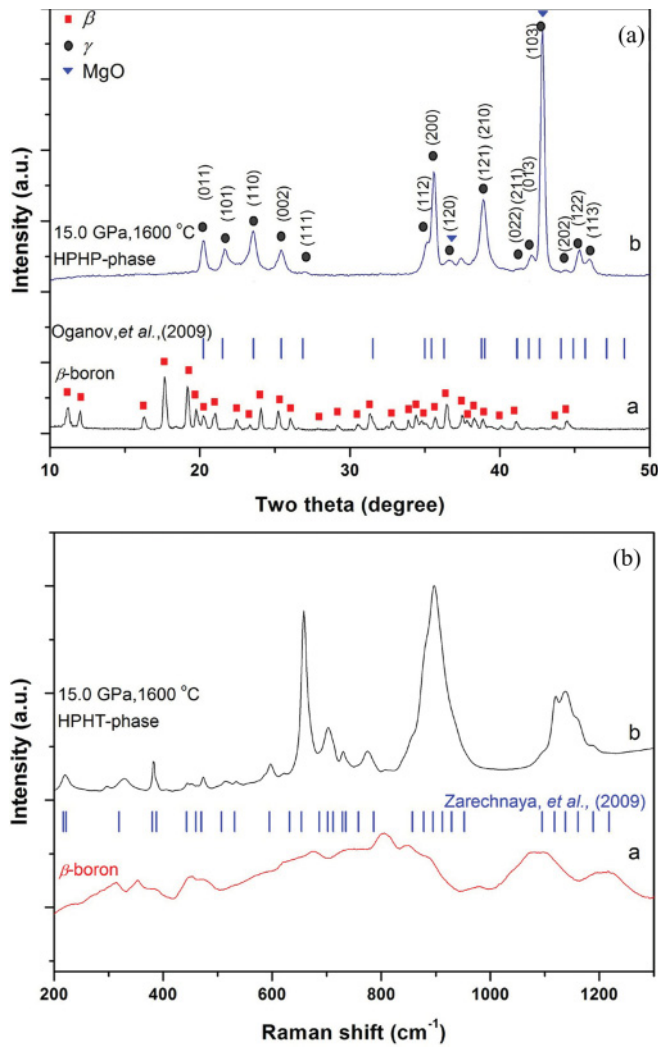 (a)
β
γ
MgO
(011)
(101)
(110)
(002)
(111)
(112)
(200)
(120)
(121) (210)
(022) (211)
(013)
(103)
(202)
(122)
(113)
15.0 GPa,1600 °C
HPHP-phase
b
Oganov,et al.,(2009)
β-boron
a
Intensity (a.u.)
10 20 30 40 50
Two theta (degree)
(b)
15.0 GPa,1600 °C
HPHT-phase
b
Zarechnaya, et al., (2009)
β-boron
a
Intensity (a.u.)
200 400 600 800 1000 1200
Raman shift (cm-1)